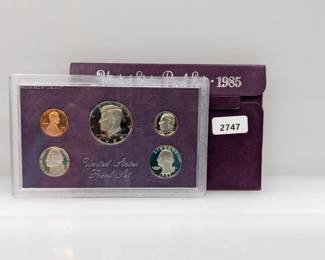 United States Proof Set · 1985
2747
United States
Proof Set